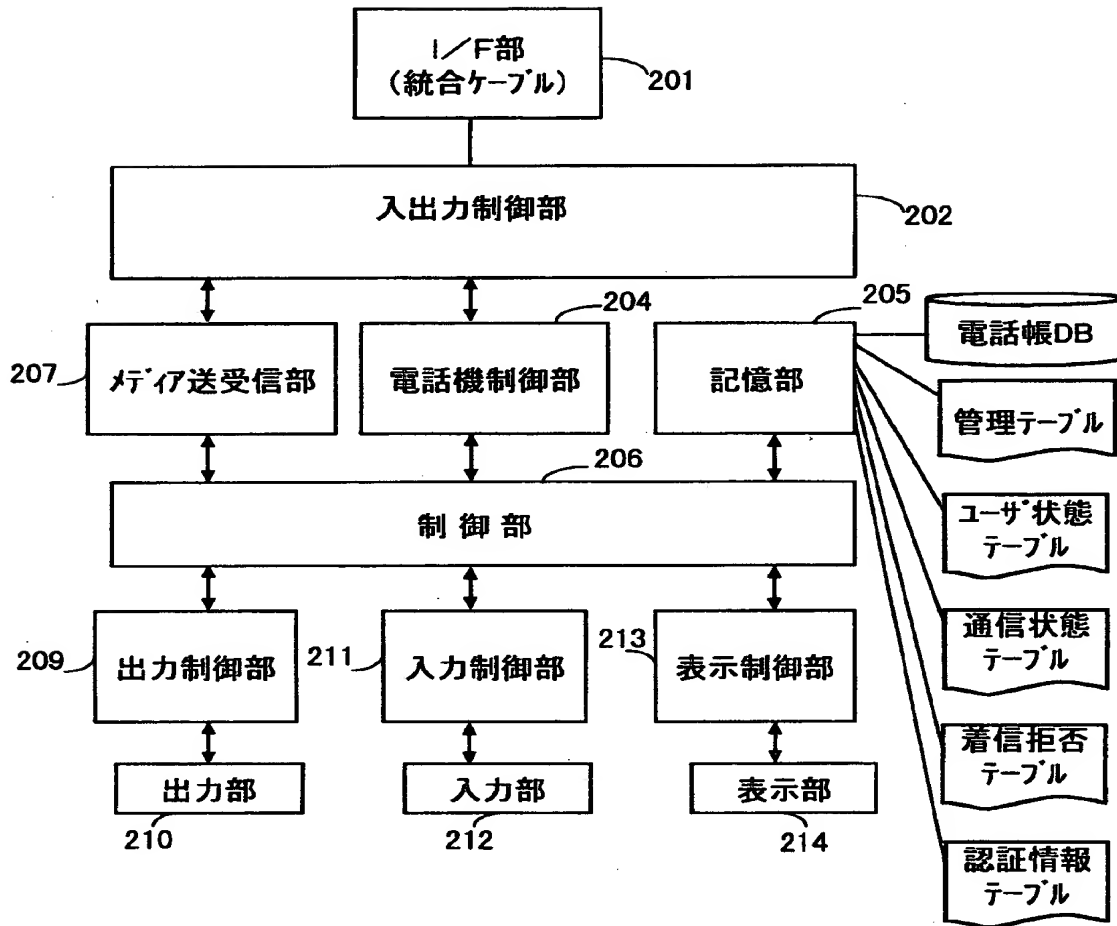 I/F部
(統合ケーブル)
201
入出力制御部
202
204
205
電話帳DB
207
メディア送受信部
電話機制御部
記憶部
管理テーブル
206
制御部
ユーザ状態
テーブル
通信状態
テーブル
209
出力制御部
211
入力制御部
213
表示制御部
着信拒否
テーブル
出力部
入力部
表示部
210
212
214
認証情報
テーブル